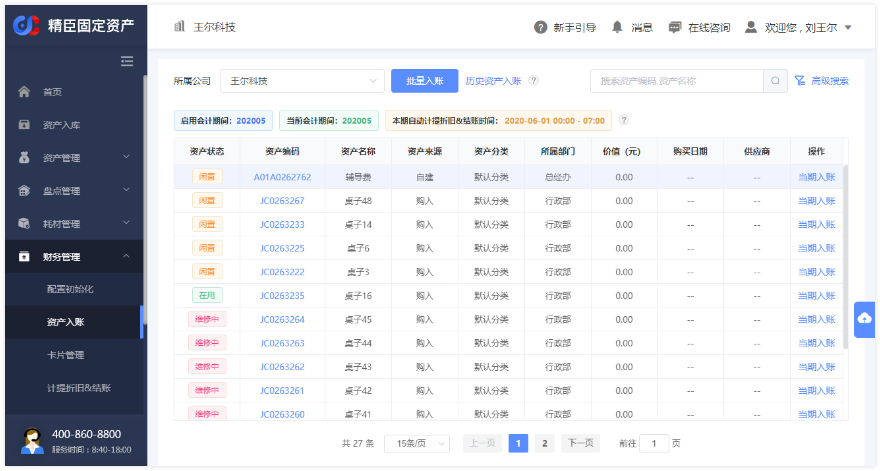 精臣固定资产
王尔科技
新手引导
消息
在线咨询
欢迎您，刘王尔
首页
资产入库
资产管理
盘点管理
耗材管理
财务管理
配置初始化
资产入账
卡片管理
计提折旧&结账
400-860-8800
服务时间：8:40-18:00
所属公司 王尔科技 批量入账 历史资产入账 ? 搜索资产编码,资产名称 高级搜索
启用会计期间：202005 当前会计期间：202005 本期自动计提折旧&结账时间： 2020-06-01 00:00 - 07:00 ?
资产状态 资产编码 资产名称 资产来源 资产分类 所属部门 价值（元） 购买日期 供应商 操作
闲置 A01A0262762 辅导费 自建 默认分类 总经办 0.00 -- -- 当期入账
闲置 JC0263267 桌子48 购入 默认分类 行政部 0.00 -- -- 当期入账
闲置 JC0263233 桌子14 购入 默认分类 行政部 0.00 -- -- 当期入账
闲置 JC0263225 桌子6 购入 默认分类 行政部 0.00 -- -- 当期入账
闲置 JC0263222 桌子3 购入 默认分类 行政部 0.00 -- -- 当期入账
在用 JC0263235 桌子16 购入 默认分类 行政部 0.00 -- -- 当期入账
维修中 JC0263264 桌子45 购入 默认分类 行政部 0.00 -- -- 当期入账
维修中 JC0263263 桌子44 购入 默认分类 行政部 0.00 -- -- 当期入账
维修中 JC0263262 桌子43 购入 默认分类 行政部 0.00 -- -- 当期入账
维修中 JC0263261 桌子42 购入 默认分类 行政部 0.00 -- -- 当期入账
维修中 JC0263260 桌子41 购入 默认分类 行政部 0.00 -- -- 当期入账
共 27 条 15条/页 上一页 1 2 下一页 前往 1 页